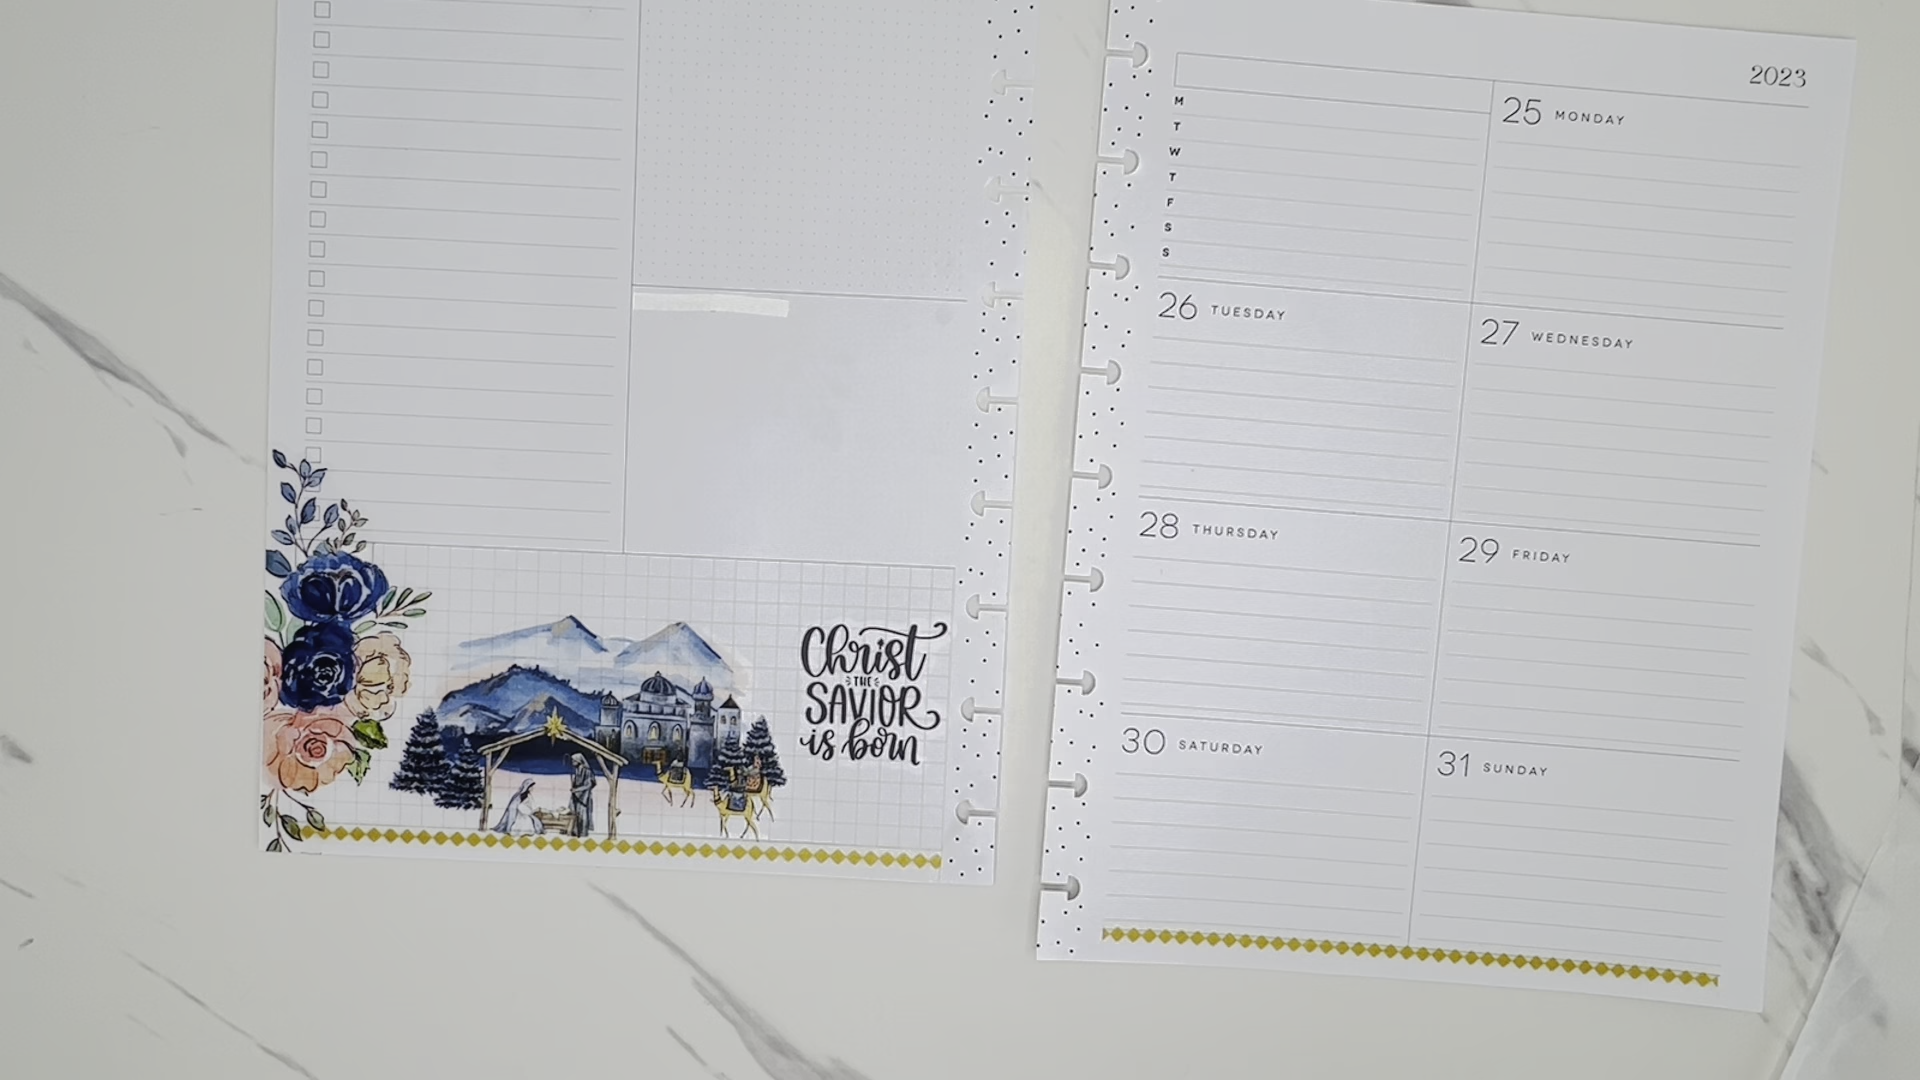 Christ
THE
SAVIOR
is born
2023
M
T
W
T
F
S
S
25 MONDAY
26 TUESDAY
27 WEDNESDAY
28 THURSDAY
29 FRIDAY
30 SATURDAY
31 SUNDAY